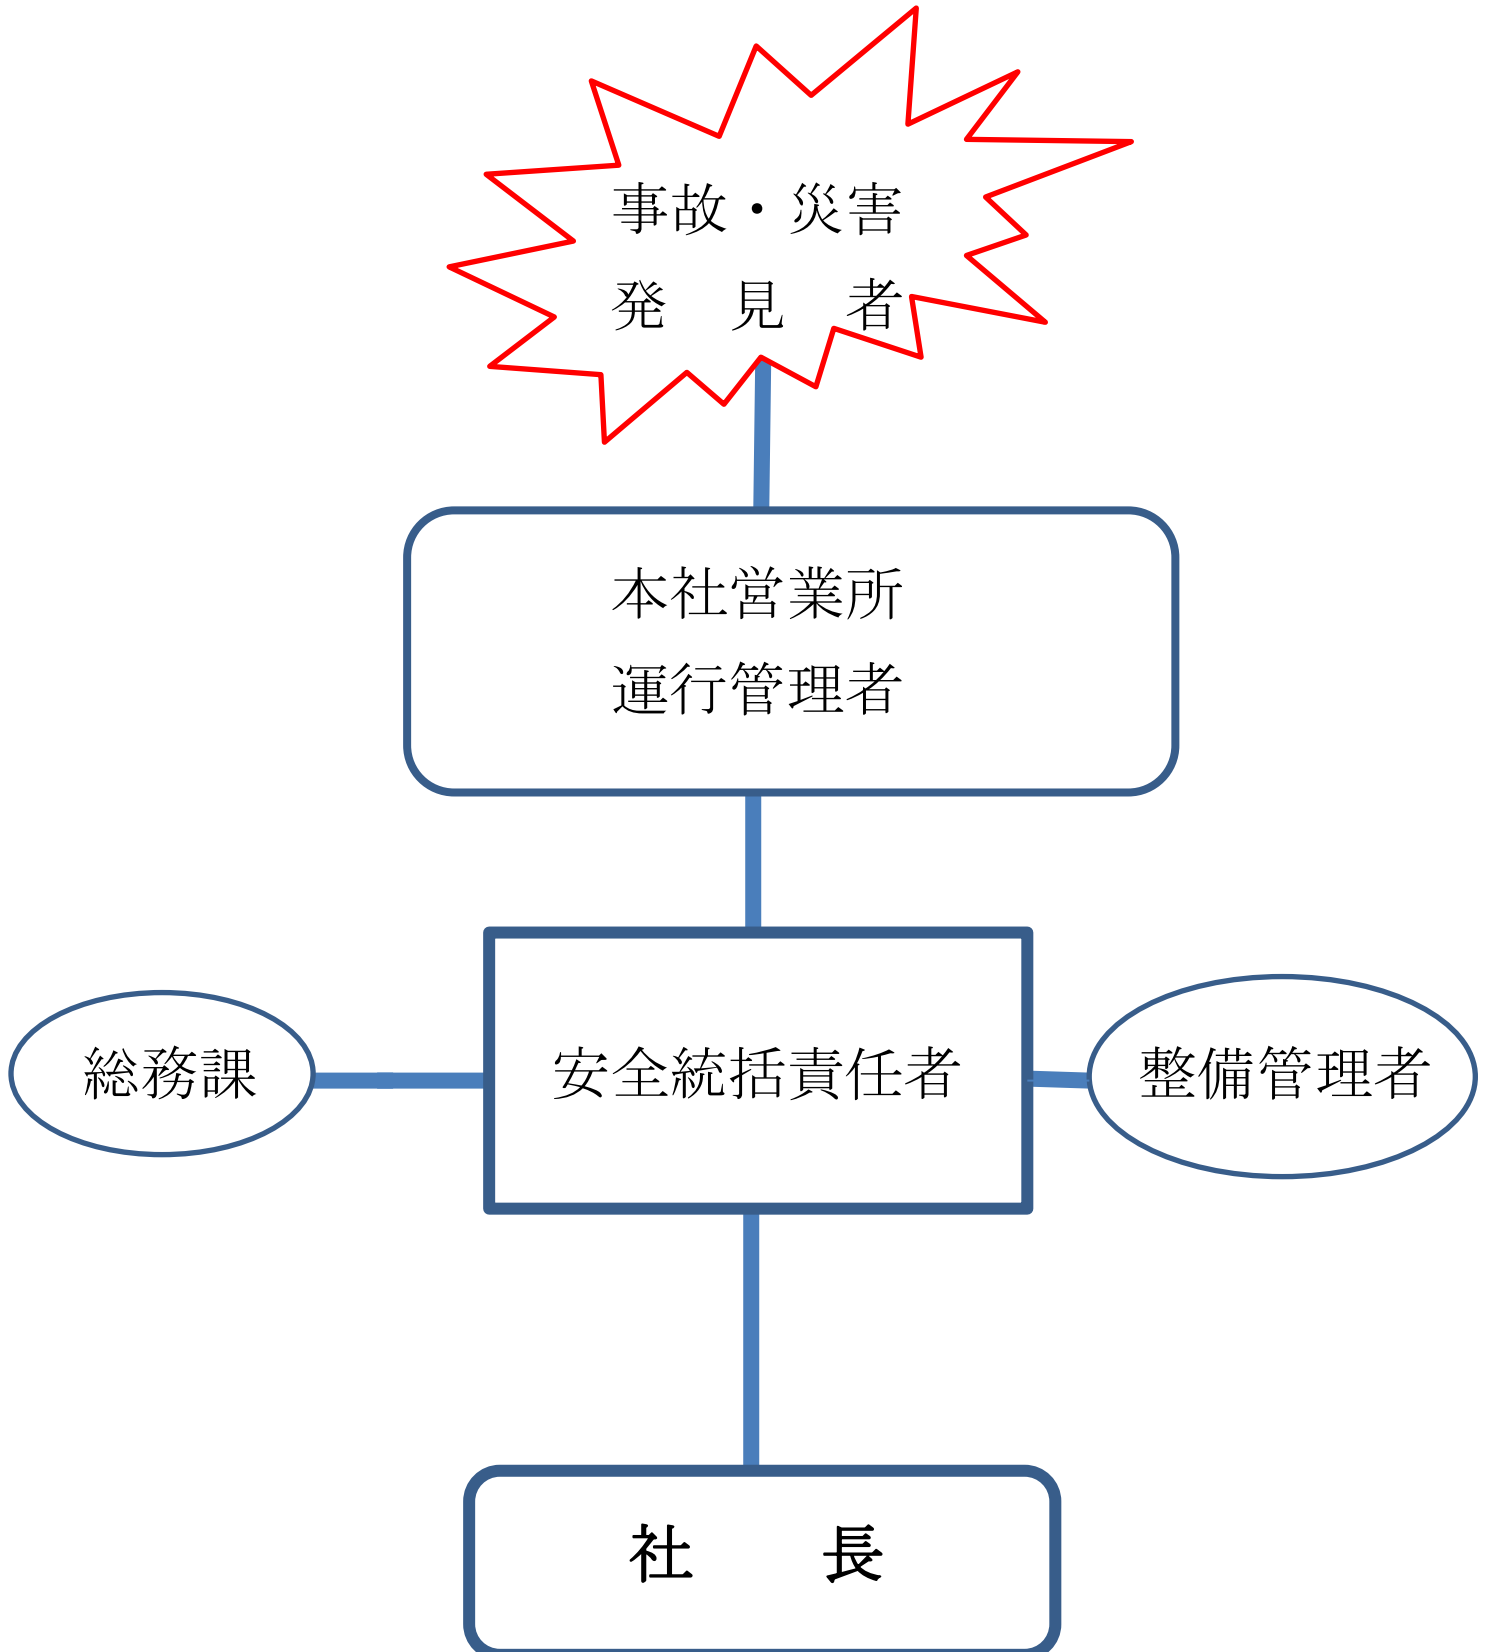 事故・災害
発　見　者
本社営業所
運行管理者
総務課
安全統括責任者
整備管理者
社　　長